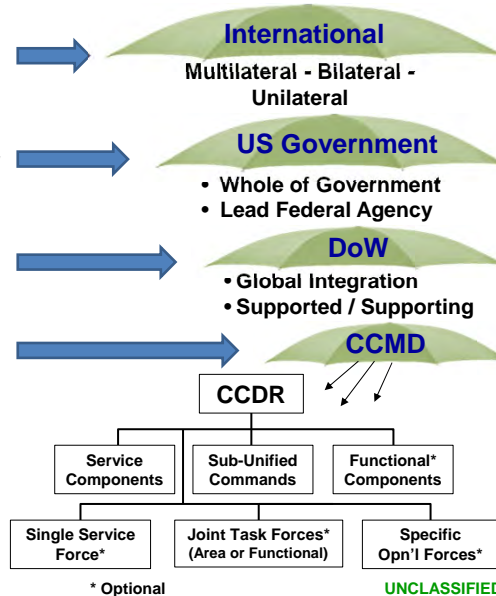 International
Multilateral - Bilateral -
Unilateral
US Government
• Whole of Government
• Lead Federal Agency
DoW
• Global Integration
• Supported / Supporting
CCMD
CCDR
Service
Components
Sub-Unified
Commands
Functional*
Components
Single Service
Force*
Joint Task Forces*
(Area or Functional)
Specific
Opn'l Forces*
* Optional
UNCLASSIFIED